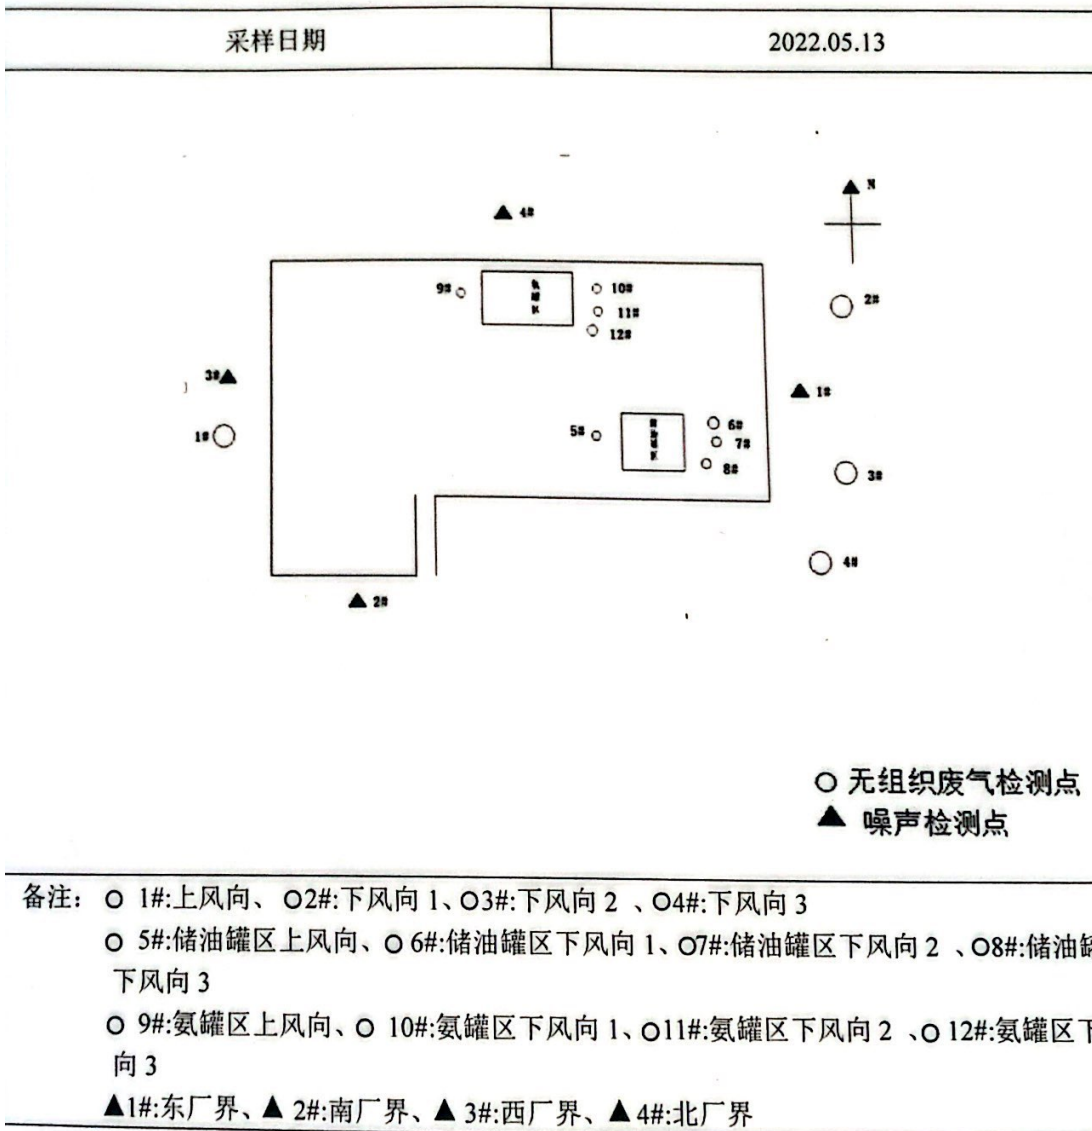 采样日期 2022.05.13
N
▲ 4#
9# ○ ○ 10#
○ 2#
○ 11#
○ 12#
3#▲
▲ 1#
1#○
5# ○ ○ 6#
○ 7#
○ 8#
○ 3#
○ 4#
▲ 2#
○ 无组织废气检测点
▲ 噪声检测点
备注: ○ 1#:上风向、○2#:下风向 1、○3#:下风向 2 、○4#:下风向 3
○ 5#:储油罐区上风向、○ 6#:储油罐区下风向 1、○7#:储油罐区下风向 2 、○8#:储油
下风向 3
○ 9#:氨罐区上风向、○ 10#:氨罐区下风向 1、○11#:氨罐区下风向 2 、○ 12#:氨罐区
向 3
▲1#:东厂界、▲ 2#:南厂界、▲ 3#:西厂界、▲ 4#:北厂界